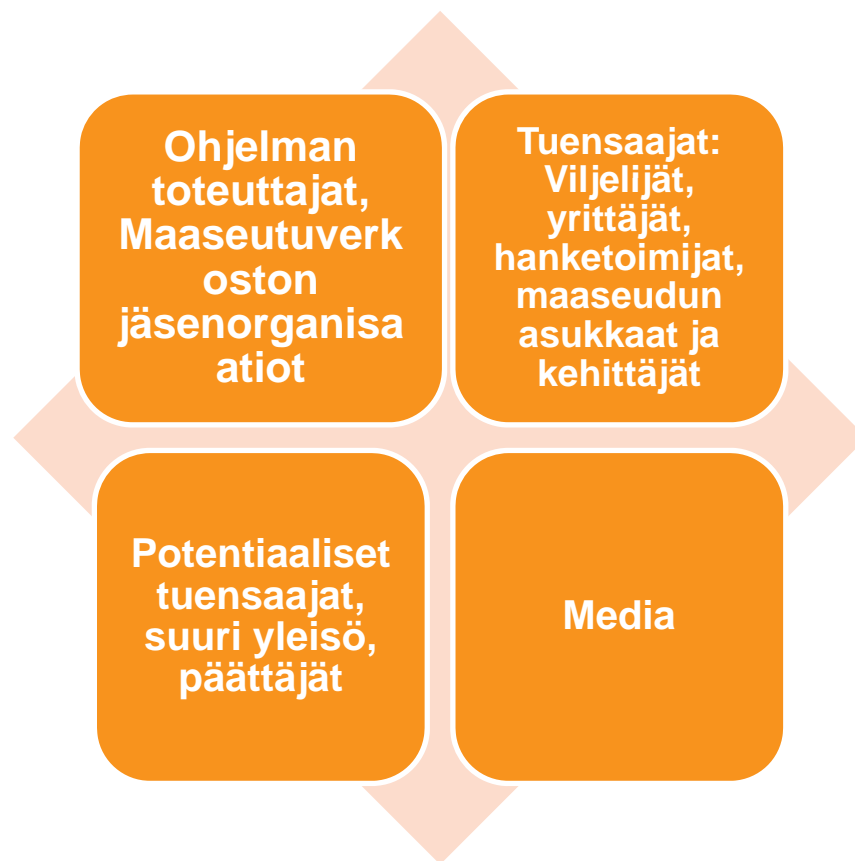 Ohjelman
toteuttajat,
Maaseutuverk
oston
jäsenorganisa
atiot
Tuensaajat:
Viljelijät,
yrittäjät,
hanketoimijat,
maaseudun
asukkaat ja
kehittäjät
Potentiaaliset
tuensaajat,
suuri yleisö,
päättäjät
Media